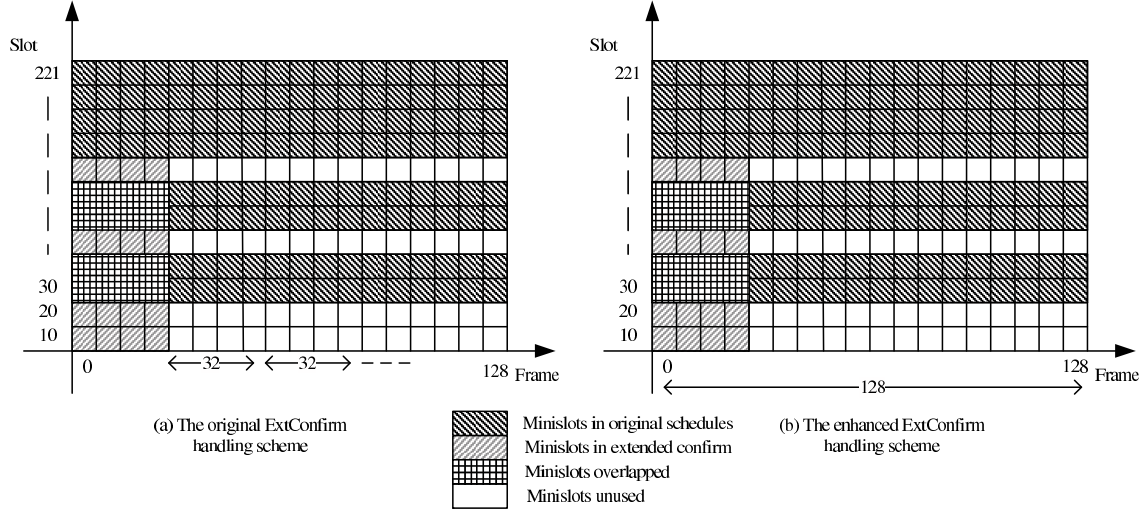 Slot
221
30
20
10
0
32
32
128
Frame
(a) The original ExtConfirm
handling scheme
Slot
221
30
20
10
0
128
128
Frame
(b) The enhanced ExtConfirm
handling scheme
Minislots in original schedules
Minislots in extended confirm
Minislots overlapped
Minislots unused